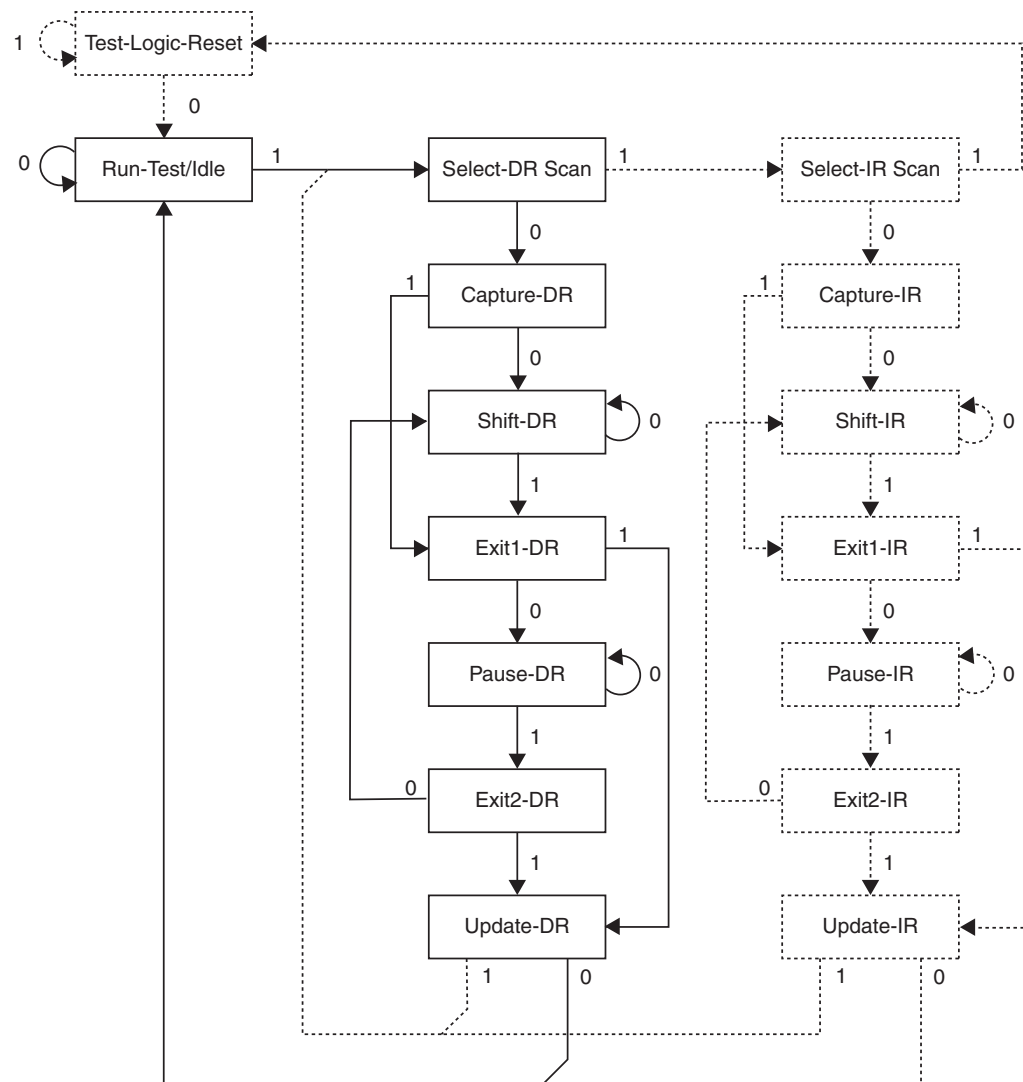 1
Test-Logic-Reset
0
0
Run-Test/Idle
1
Select-DR Scan
1
Select-IR Scan
1
0
0
1
Capture-DR
1
Capture-IR
0
0
Shift-DR
0
Shift-IR
0
1
1
Exit1-DR
1
Exit1-IR
1
0
0
Pause-DR
0
Pause-IR
0
1
1
0
Exit2-DR
0
Exit2-IR
1
1
Update-DR
Update-IR
1
0
1
0